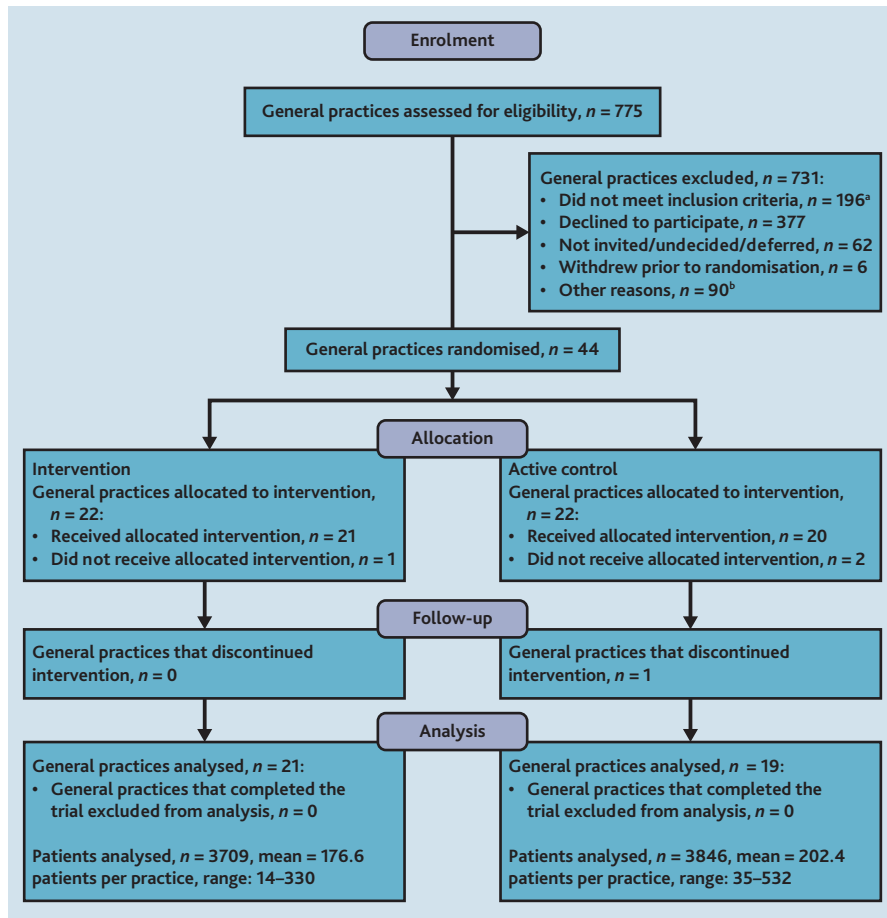 Enrolment
General practices assessed for eligibility, n = 775
General practices excluded, n = 731:
• Did not meet inclusion criteria, n = 196ᵃ
• Declined to participate, n = 377
• Not invited/undecided/deferred, n = 62
• Withdrew prior to randomisation, n = 6
• Other reasons, n = 90ᵇ
General practices randomised, n = 44
Allocation
Intervention
General practices allocated to intervention,
n = 22:
• Received allocated intervention, n = 21
• Did not receive allocated intervention, n = 1
Active control
General practices allocated to intervention,
n = 22:
• Received allocated intervention, n = 20
• Did not receive allocated intervention, n = 2
Follow-up
General practices that discontinued
intervention, n = 0
General practices that discontinued
intervention, n = 1
Analysis
General practices analysed, n = 21:
• General practices that completed the
trial excluded from analysis, n = 0
Patients analysed, n = 3709, mean = 176.6
patients per practice, range: 14–330
General practices analysed, n = 19:
• General practices that completed the
trial excluded from analysis, n = 0
Patients analysed, n = 3846, mean = 202.4
patients per practice, range: 35–532